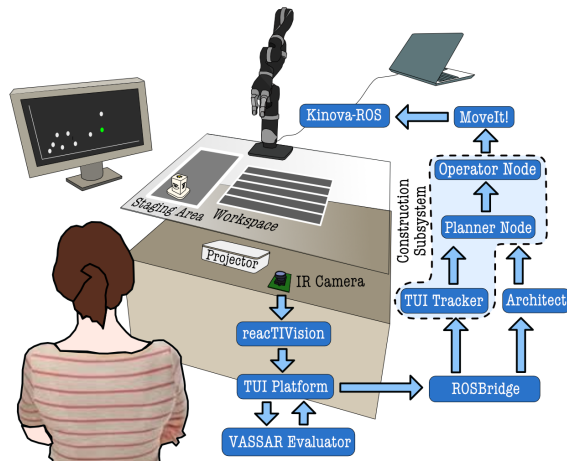 Kinova-ROS
MoveIt!
Operator Node
Construction
Subsystem
Staging Area
Workspace
Planner Node
Projector
IR Camera
TUI Tracker
Architect
reacTIVision
TUI Platform
ROSBridge
VASSAR Evaluator